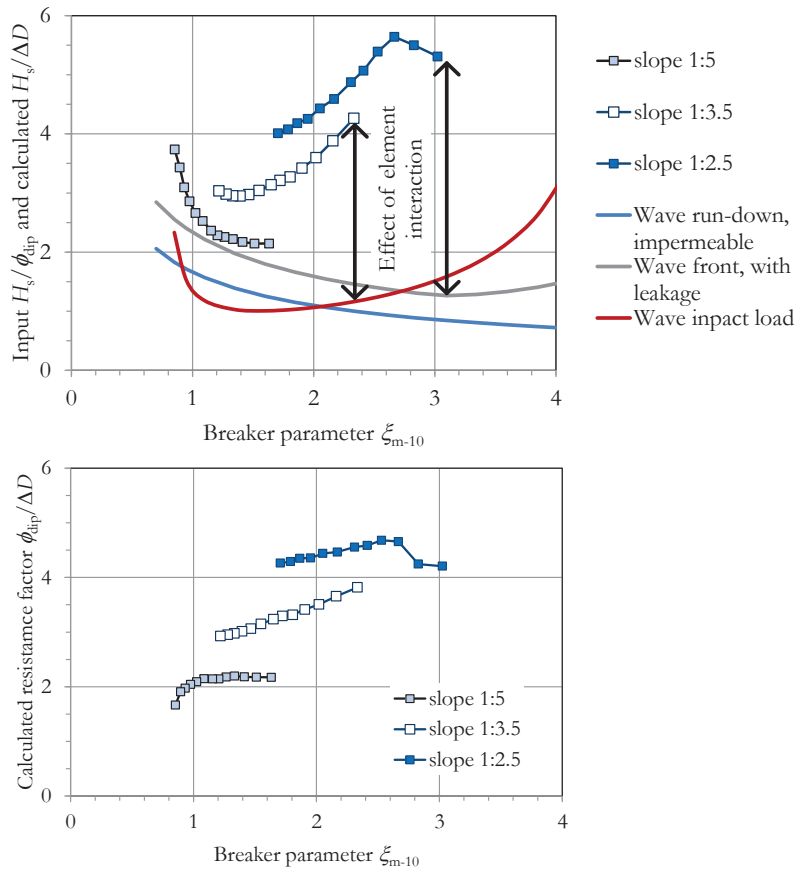 6
4
2
0
0
1
2
3
4
Input Hs/ϕdip and calculated Hs/ΔD
Breaker parameter ξm-10
Effect of element
interaction
slope 1:5
slope 1:3.5
slope 1:2.5
Wave run-down,
impermeable
Wave front, with
leakage
Wave inpact load
6
4
2
0
0
1
2
3
4
Calculated resistamce factor ϕdip/ΔD
Breaker parameter ξm-10
slope 1:5
slope 1:3.5
slope 1:2.5